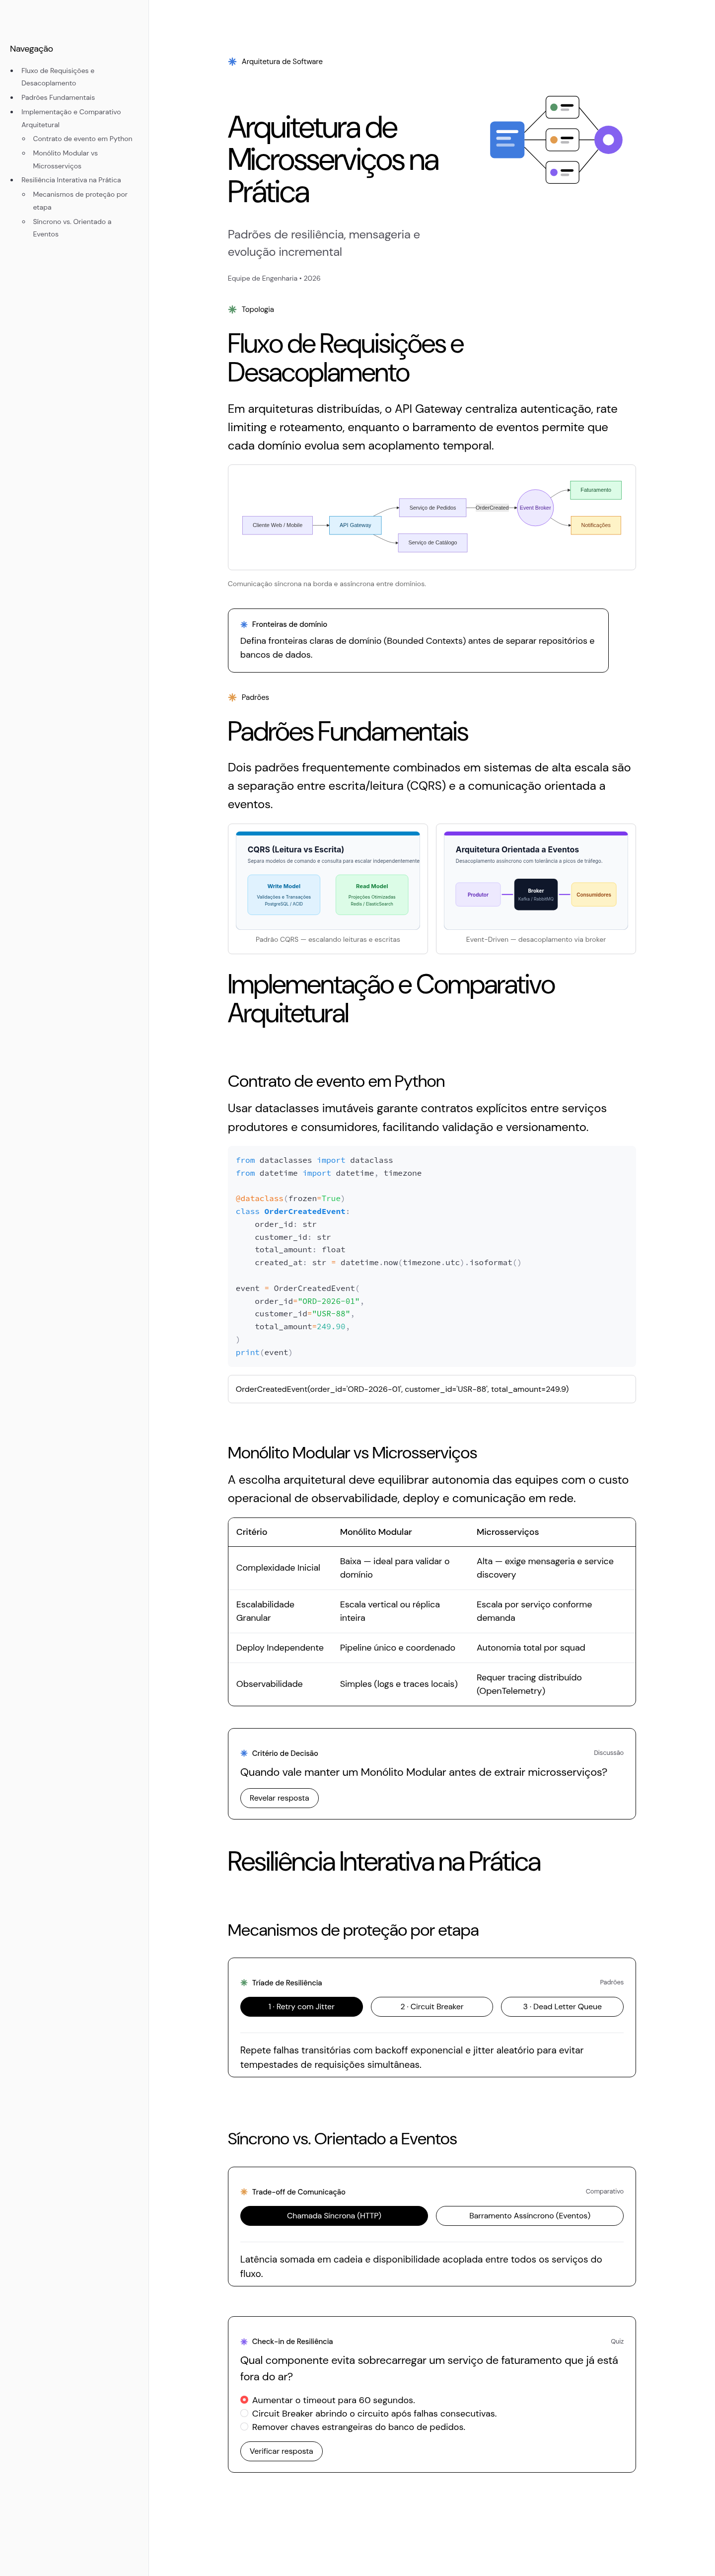 Navegação
Fluxo de Requisições e
Desacoplamento
Padrões Fundamentais
Implementação e Comparativo
Arquitetural
Contrato de evento em Python
Monólito Modular vs
Microsserviços
Resiliência Interativa na Prática
Mecanismos de proteção por
etapa
Síncrono vs. Orientado a
Eventos
Arquitetura de Software
Arquitetura de
Microsserviços na
Prática
Padrões de resiliência, mensageria e
evolução incremental
Equipe de Engenharia • 2026
Topologia
Fluxo de Requisições e
Desacoplamento
Em arquiteturas distribuídas, o API Gateway centraliza autenticação, rate
limiting e roteamento, enquanto o barramento de eventos permite que
cada domínio evolua sem acoplamento temporal.
Cliente Web / Mobile
API Gateway
Serviço de Pedidos
Serviço de Catálogo
OrderCreated
Event Broker
Faturamento
Notificações
Comunicação síncrona na borda e assíncrona entre domínios.
Fronteiras de domínio
Defina fronteiras claras de domínio (Bounded Contexts) antes de separar repositórios e
bancos de dados.
Padrões
Padrões Fundamentais
Dois padrões frequentemente combinados em sistemas de alta escala são
a separação entre escrita/leitura (CQRS) e a comunicação orientada a
eventos.
CQRS (Leitura vs Escrita)
Separa modelos de comando e consulta para escalar independentemente
Write Model
Validações e Transações
PostgreSQL / ACID
Read Model
Projeções Otimizadas
Redis / ElasticSearch
Padrão CQRS — escalando leituras e escritas
Arquitetura Orientada a Eventos
Desacoplamento assíncrono com tolerância a picos de tráfego.
Produtor
Broker
Kafka / RabbitMQ
Consumidores
Event-Driven — desacoplamento via broker
Implementação e Comparativo
Arquitetural
Contrato de evento em Python
Usar dataclasses imutáveis garante contratos explícitos entre serviços
produtores e consumidores, facilitando validação e versionamento.
from dataclasses import dataclass
from datetime import datetime, timezone
@dataclass(frozen=True)
class OrderCreatedEvent:
order_id: str
customer_id: str
total_amount: float
created_at: str = datetime.now(timezone.utc).isoformat()
event = OrderCreatedEvent(
order_id="ORD-2026-01",
customer_id="USR-88",
total_amount=249.90,
)
print(event)
OrderCreatedEvent(order_id='ORD-2026-01', customer_id='USR-88', total_amount=249.9)
Monólito Modular vs Microsserviços
A escolha arquitetural deve equilibrar autonomia das equipes com o custo
operacional de observabilidade, deploy e comunicação em rede.
Critério Monólito Modular Microsserviços
Complexidade Inicial Baixa — ideal para validar o domínio Alta — exige mensageria e service discovery
Escalabilidade Granular Escala vertical ou réplica inteira Escala por serviço conforme demanda
Deploy Independente Pipeline único e coordenado Autonomia total por squad
Observabilidade Simples (logs e traces locais) Requer tracing distribuído (OpenTelemetry)
Critério de Decisão
Discussão
Quando vale manter um Monólito Modular antes de extrair microsserviços?
Revelar resposta
Resiliência Interativa na Prática
Mecanismos de proteção por etapa
Tríade de Resiliência
Padrões
1 · Retry com Jitter
2 · Circuit Breaker
3 · Dead Letter Queue
Repete falhas transitórias com backoff exponencial e jitter aleatório para evitar
tempestades de requisições simultâneas.
Síncrono vs. Orientado a Eventos
Trade-off de Comunicação
Comparativo
Chamada Síncrona (HTTP)
Barramento Assíncrono (Eventos)
Latência somada em cadeia e disponibilidade acoplada entre todos os serviços do
fluxo.
Check-in de Resiliência
Quiz
Qual componente evita sobrecarregar um serviço de faturamento que já está
fora do ar?
Aumentar o timeout para 60 segundos.
Circuit Breaker abrindo o circuito após falhas consecutivas.
Remover chaves estrangeiras do banco de pedidos.
Verificar resposta